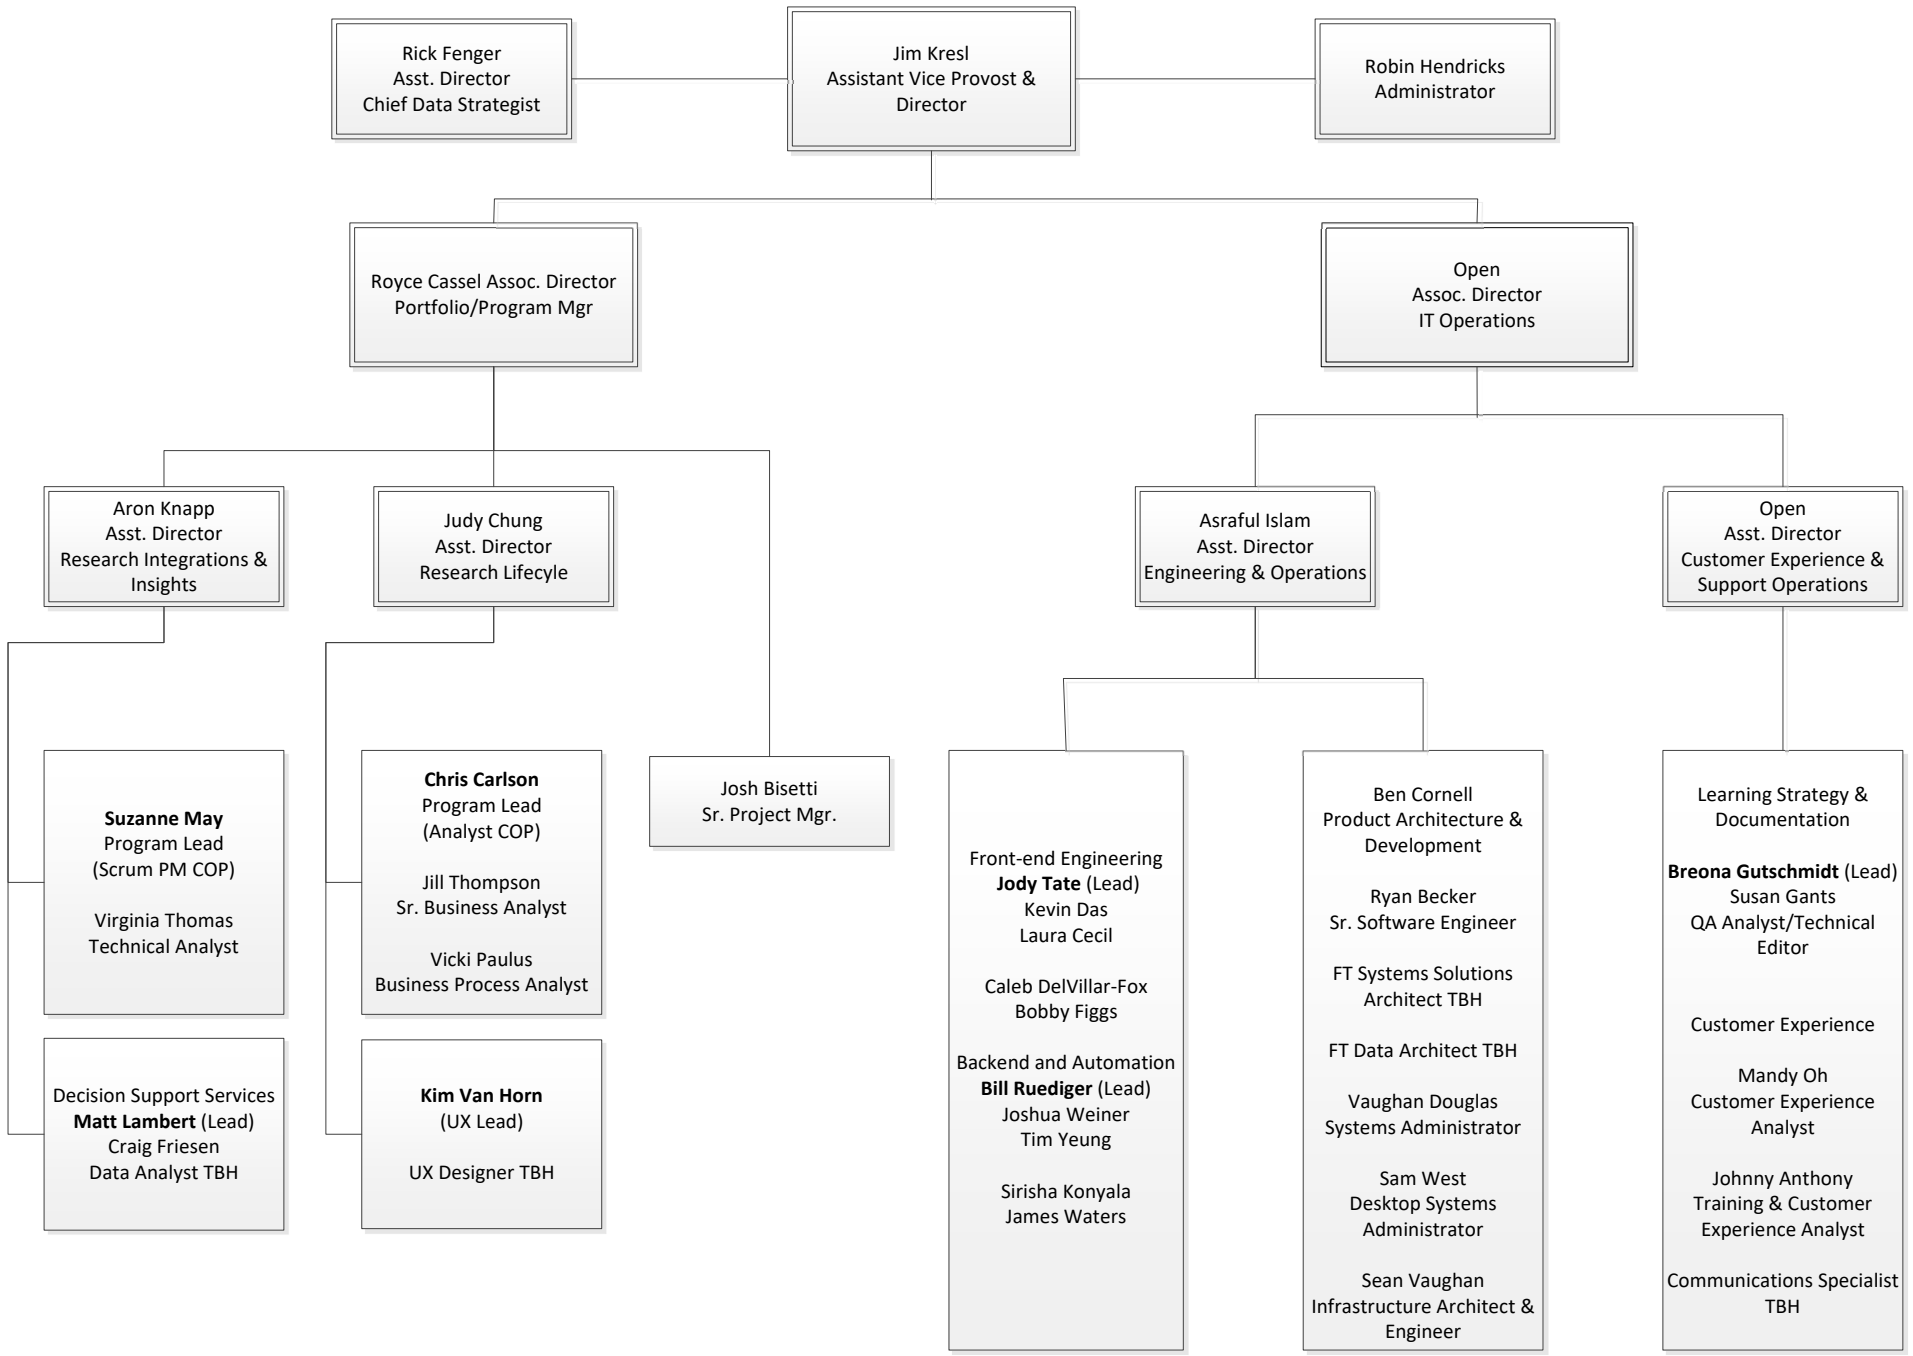 Rick Fenger
Asst. Director
Chief Data Strategist
Jim Kresl
Assistant Vice Provost &
Director
Robin Hendricks
Administrator
Royce Cassel Assoc. Director
Portfolio/Program Mgr
Open
Assoc. Director
IT Operations
Aron Knapp
Asst. Director
Research Integrations &
Insights
Judy Chung
Asst. Director
Research Lifecyle
Asraful Islam
Asst. Director
Engineering & Operations
Open
Asst. Director
Customer Experience &
Support Operations
Suzanne May
Program Lead
(Scrum PM COP)
Virginia Thomas
Technical Analyst
Chris Carlson
Program Lead
(Analyst COP)
Jill Thompson
Sr. Business Analyst
Vicki Paulus
Business Process Analyst
Josh Bisetti
Sr. Project Mgr.
Front-end Engineering
Jody Tate (Lead)
Kevin Das
Laura Cecil
Caleb DelVillar-Fox
Bobby Figgs
Backend and Automation
Bill Ruediger (Lead)
Joshua Weiner
Tim Yeung
Sirisha Konyala
James Waters
Ben Cornell
Product Architecture &
Development
Ryan Becker
Sr. Software Engineer
FT Systems Solutions
Architect TBH
FT Data Architect TBH
Vaughan Douglas
Systems Administrator
Sam West
Desktop Systems
Administrator
Sean Vaughan
Infrastructure Architect &
Engineer
Learning Strategy &
Documentation
Breona Gutschmidt (Lead)
Susan Gants
QA Analyst/Technical
Editor
Customer Experience
Mandy Oh
Customer Experience
Analyst
Johnny Anthony
Training & Customer
Experience Analyst
Communications Specialist
TBH
Decision Support Services
Matt Lambert (Lead)
Craig Friesen
Data Analyst TBH
Kim Van Horn
(UX Lead)
UX Designer TBH